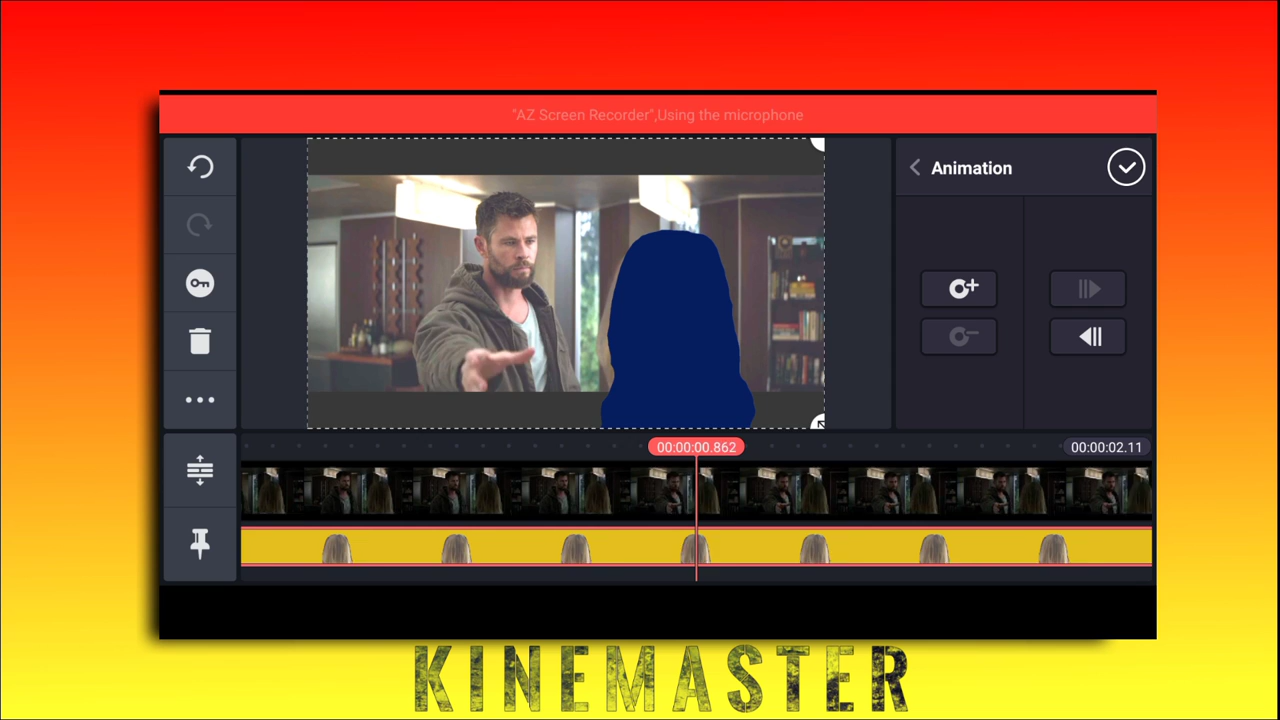 "AZ Screen Recorder",Using the microphone
Animation
00:00:00.862
00:00:02.11
KINEMASTER